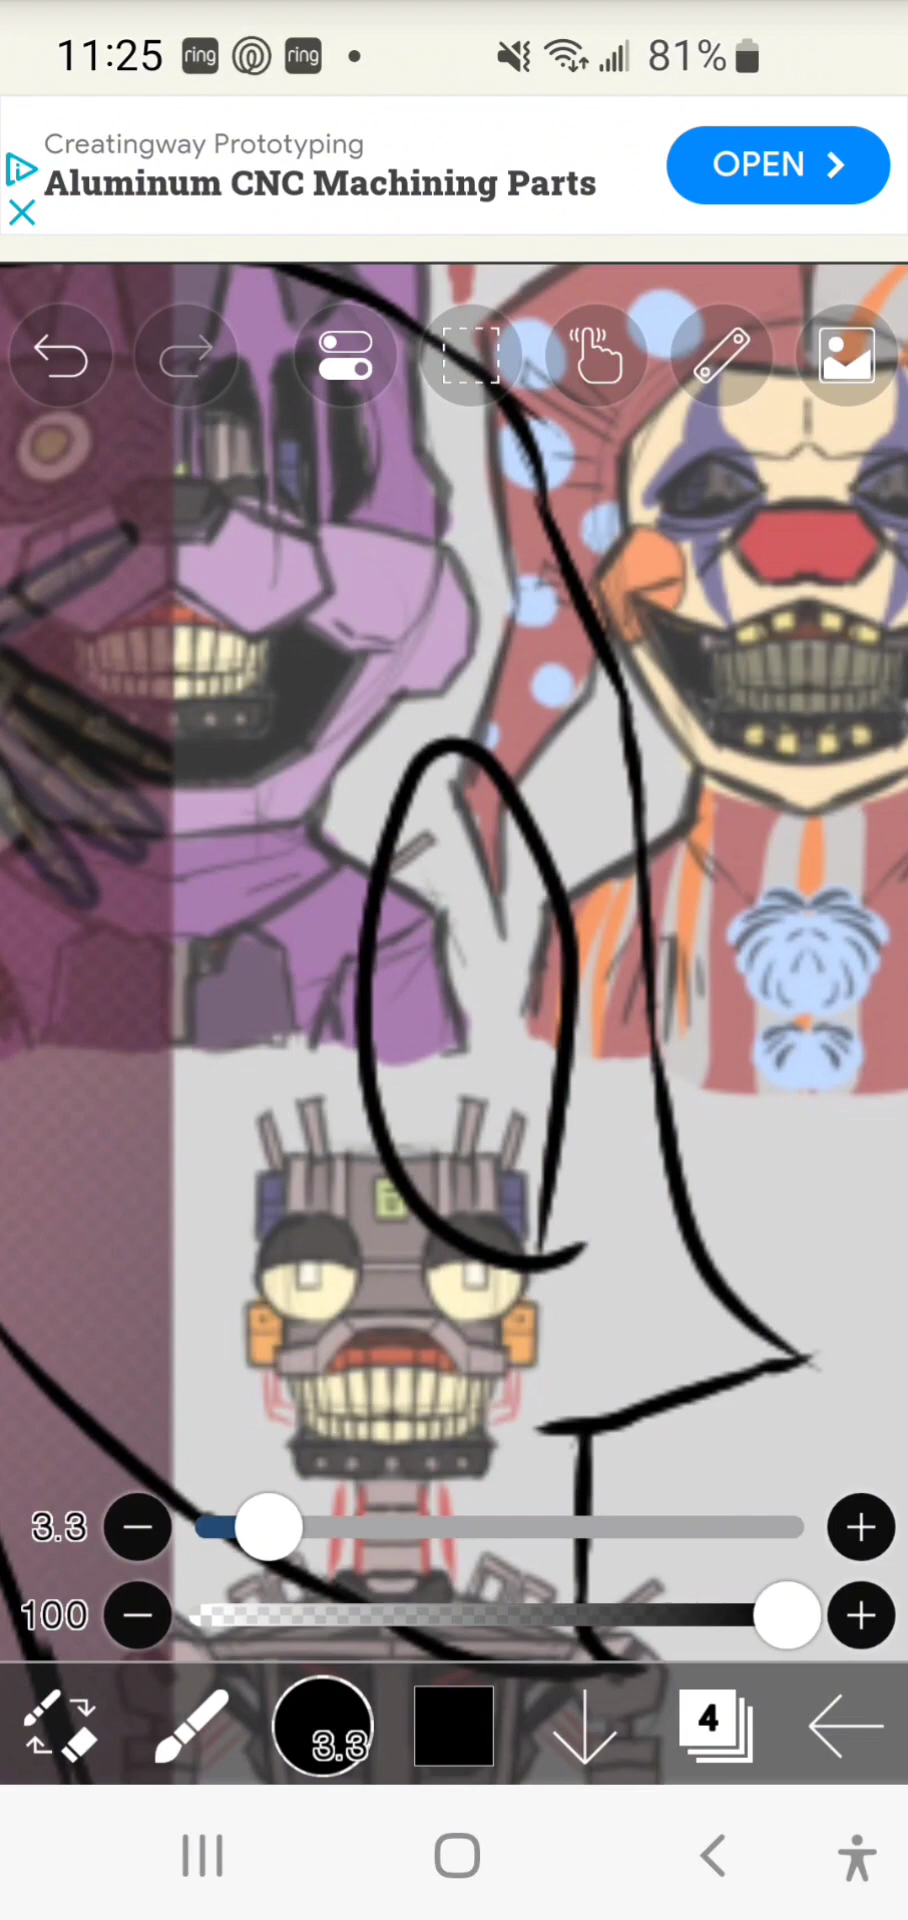 11:25 ring ring 81%
Creatingway Prototyping
Aluminum CNC Machining Parts
OPEN
3.3
100
3.3
4